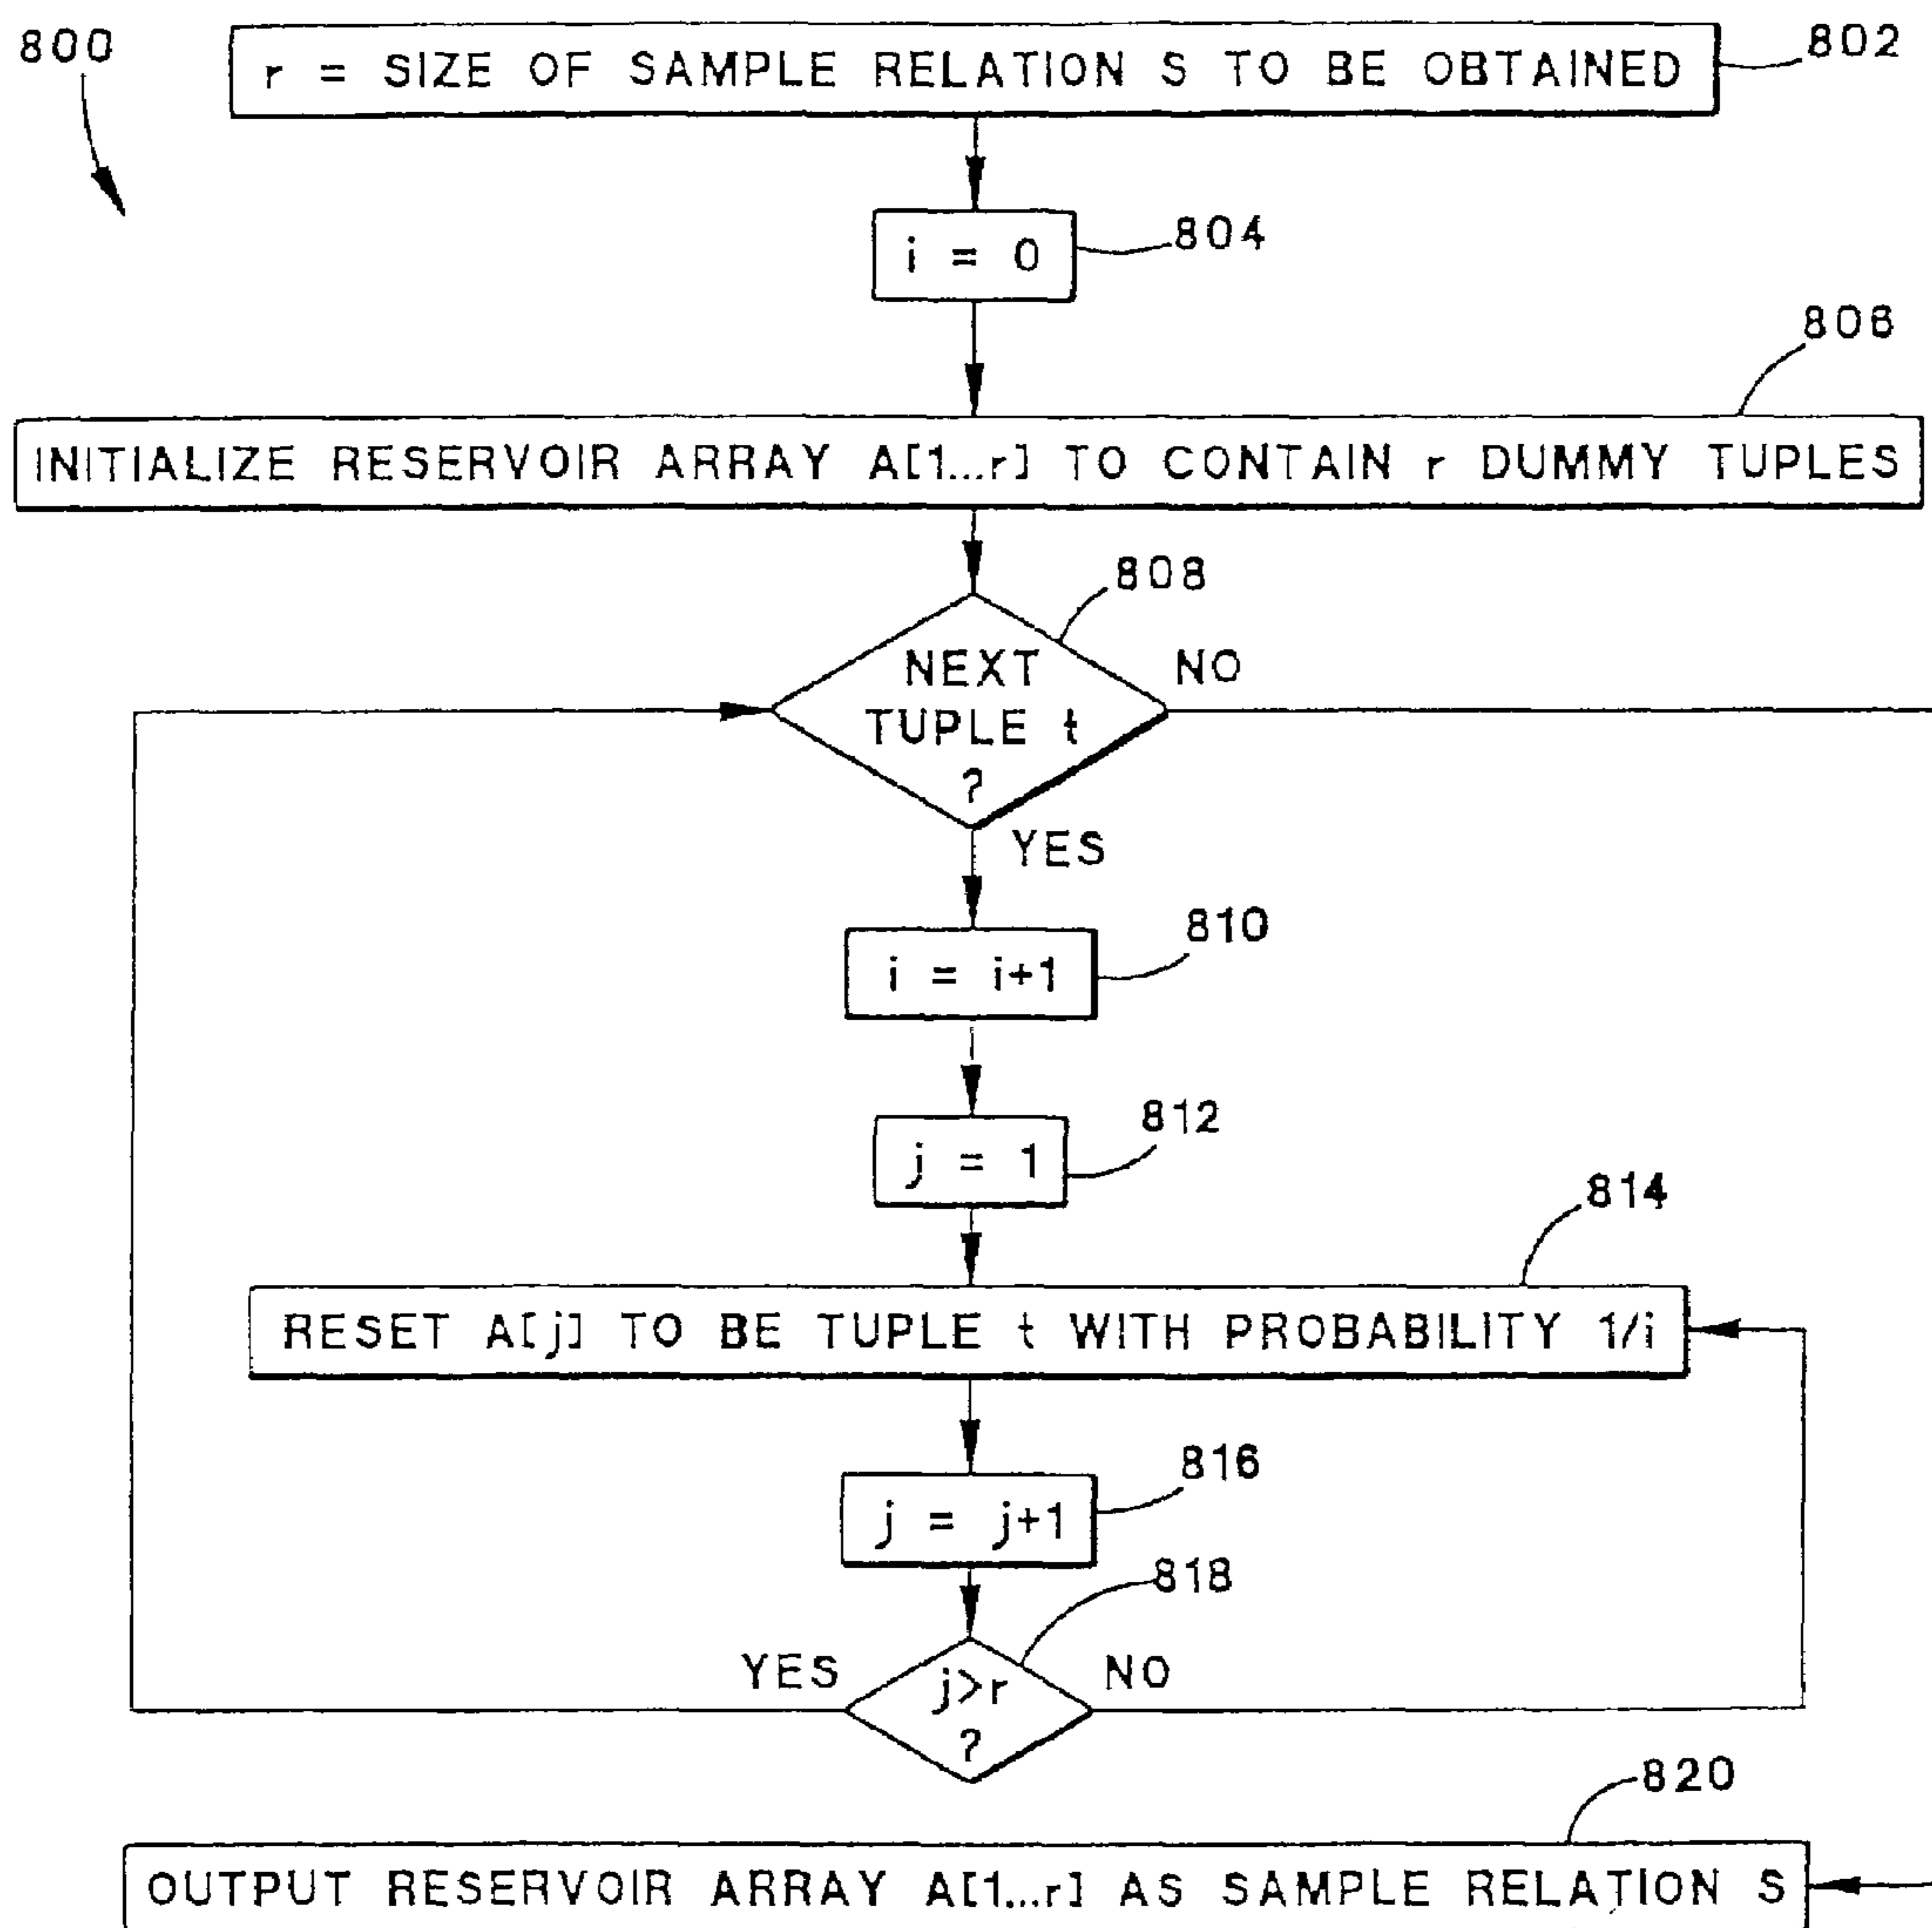 800
r = SIZE OF SAMPLE RELATION S TO BE OBTAINED
802
i = 0
804
806
INITIALIZE RESERVOIR ARRAY A[1...r] TO CONTAIN r DUMMY TUPLES
808
NEXT
TUPLE t
?
NO
YES
i = i+1
810
j = 1
812
814
RESET A[j] TO BE TUPLE t WITH PROBABILITY 1/i
j = j+1
816
818
YES
j>r
?
NO
820
OUTPUT RESERVOIR ARRAY A[1...r] AS SAMPLE RELATION S